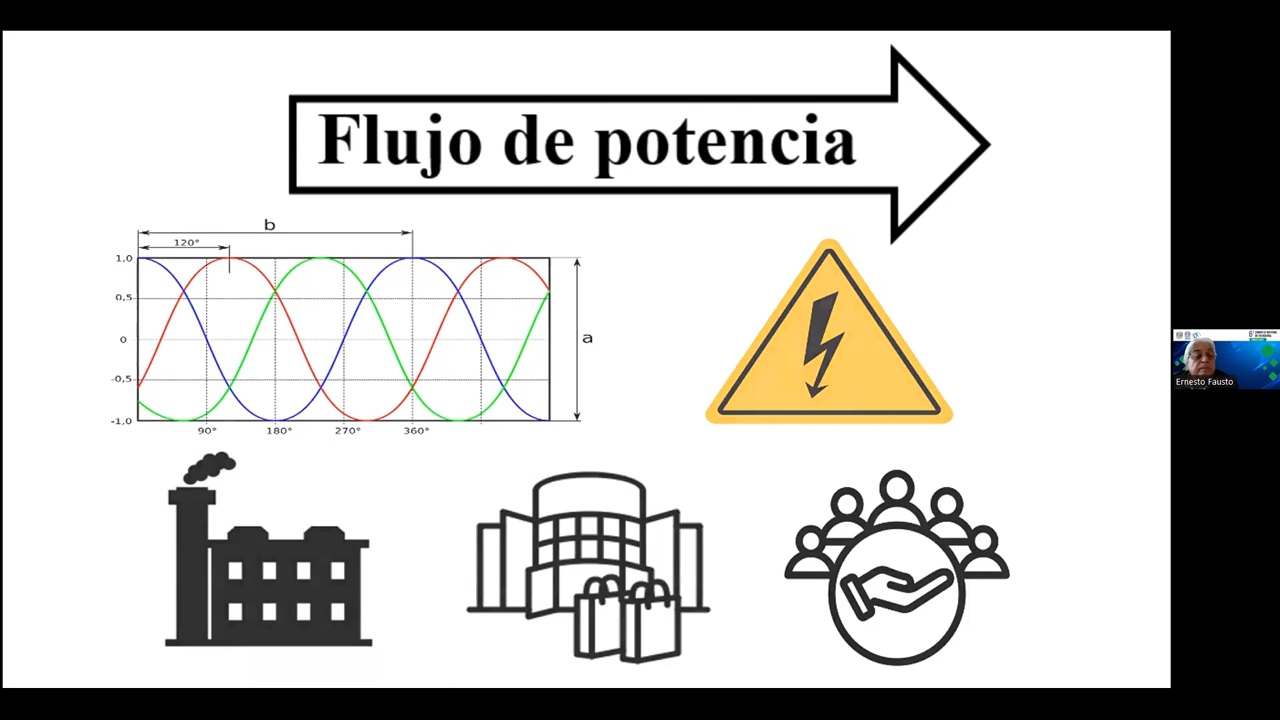 Flujo de potencia
b
120°
1,0
0,5
0
-0,5
-1,0
a
90°
180°
270°
360°
Ernesto Fausto